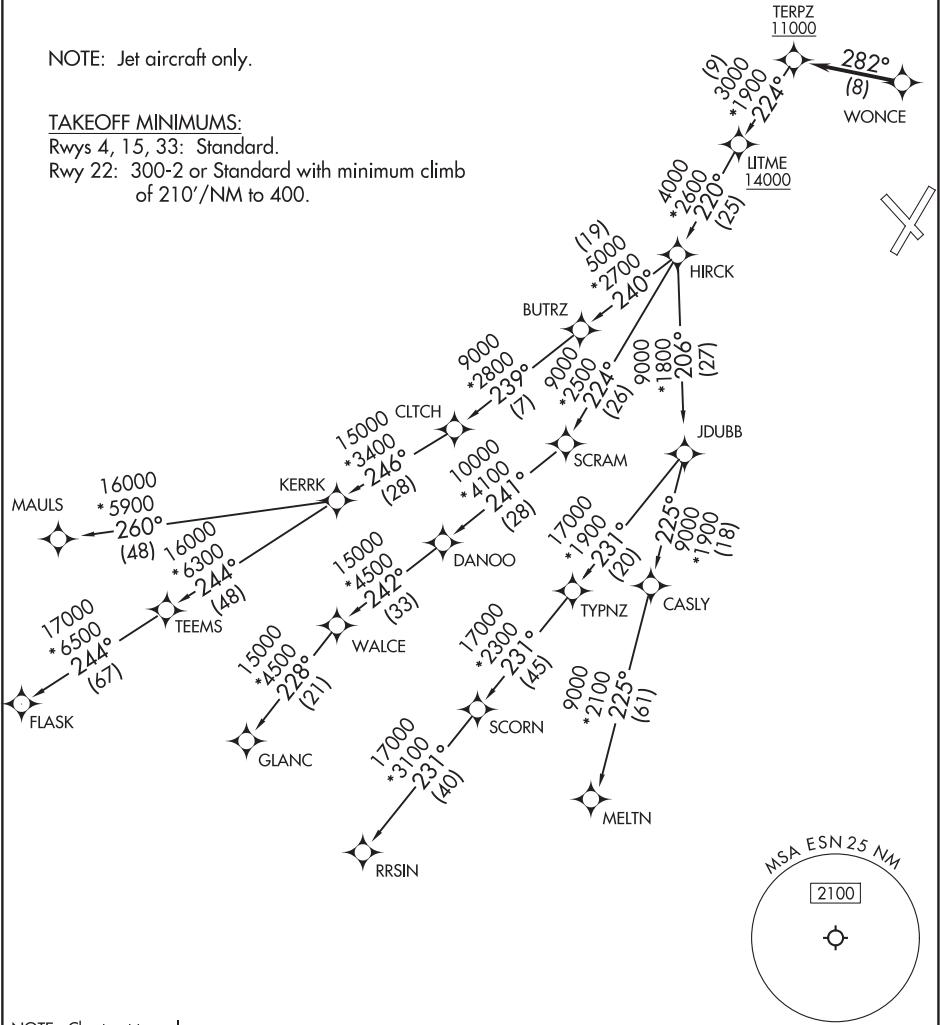 TERPZ
11000
NOTE: Jet aircraft only.
282°
(8)
WONCE
(9)
3000
*1900
224°
TAKEOFF MINIMUMS:
Rwys 4, 15, 33: Standard.
Rwy 22: 300-2 or Standard with minimum climb
of 210'/NM to 400.
LITME
14000
4000
*2600
220°
(25)
HIRCK
(19)
5000
*2700
240°
BUTRZ
9000
*2800
239°
(7)
9000
*2500
224°
(26)
9000
*1800
206°
(27)
CLTCH
SCRAM
JDUBB
15000
*3400
246°
(28)
KERRK
10000
*4100
241°
(28)
MAULS
16000
*5900
260°
(48)
16000
*6300
244°
(48)
DANOO
17000
*1900
231°
(20)
225°
9000
*1900
(18)
TYPNZ
CASLY
TEEMS
15000
*4500
242°
(33)
WALCE
17000
*6500
244°
(67)
FLASK
15000
*4500
228°
(21)
GLANC
17000
*2300
231°
(45)
SCORN
9000
*2100
225°
(61)
MELTN
17000
*3100
231°
(40)
RRSIN
MSA ESN 25 NM
2100